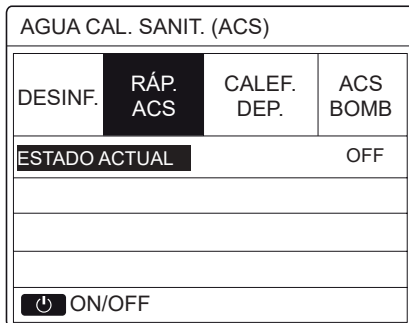 AGUA CAL. SANIT. (ACS)
DESINF.
RÁP.
ACS
CALEF.
DEP.
ACS
BOMB
ESTADO ACTUAL OFF
ON/OFF